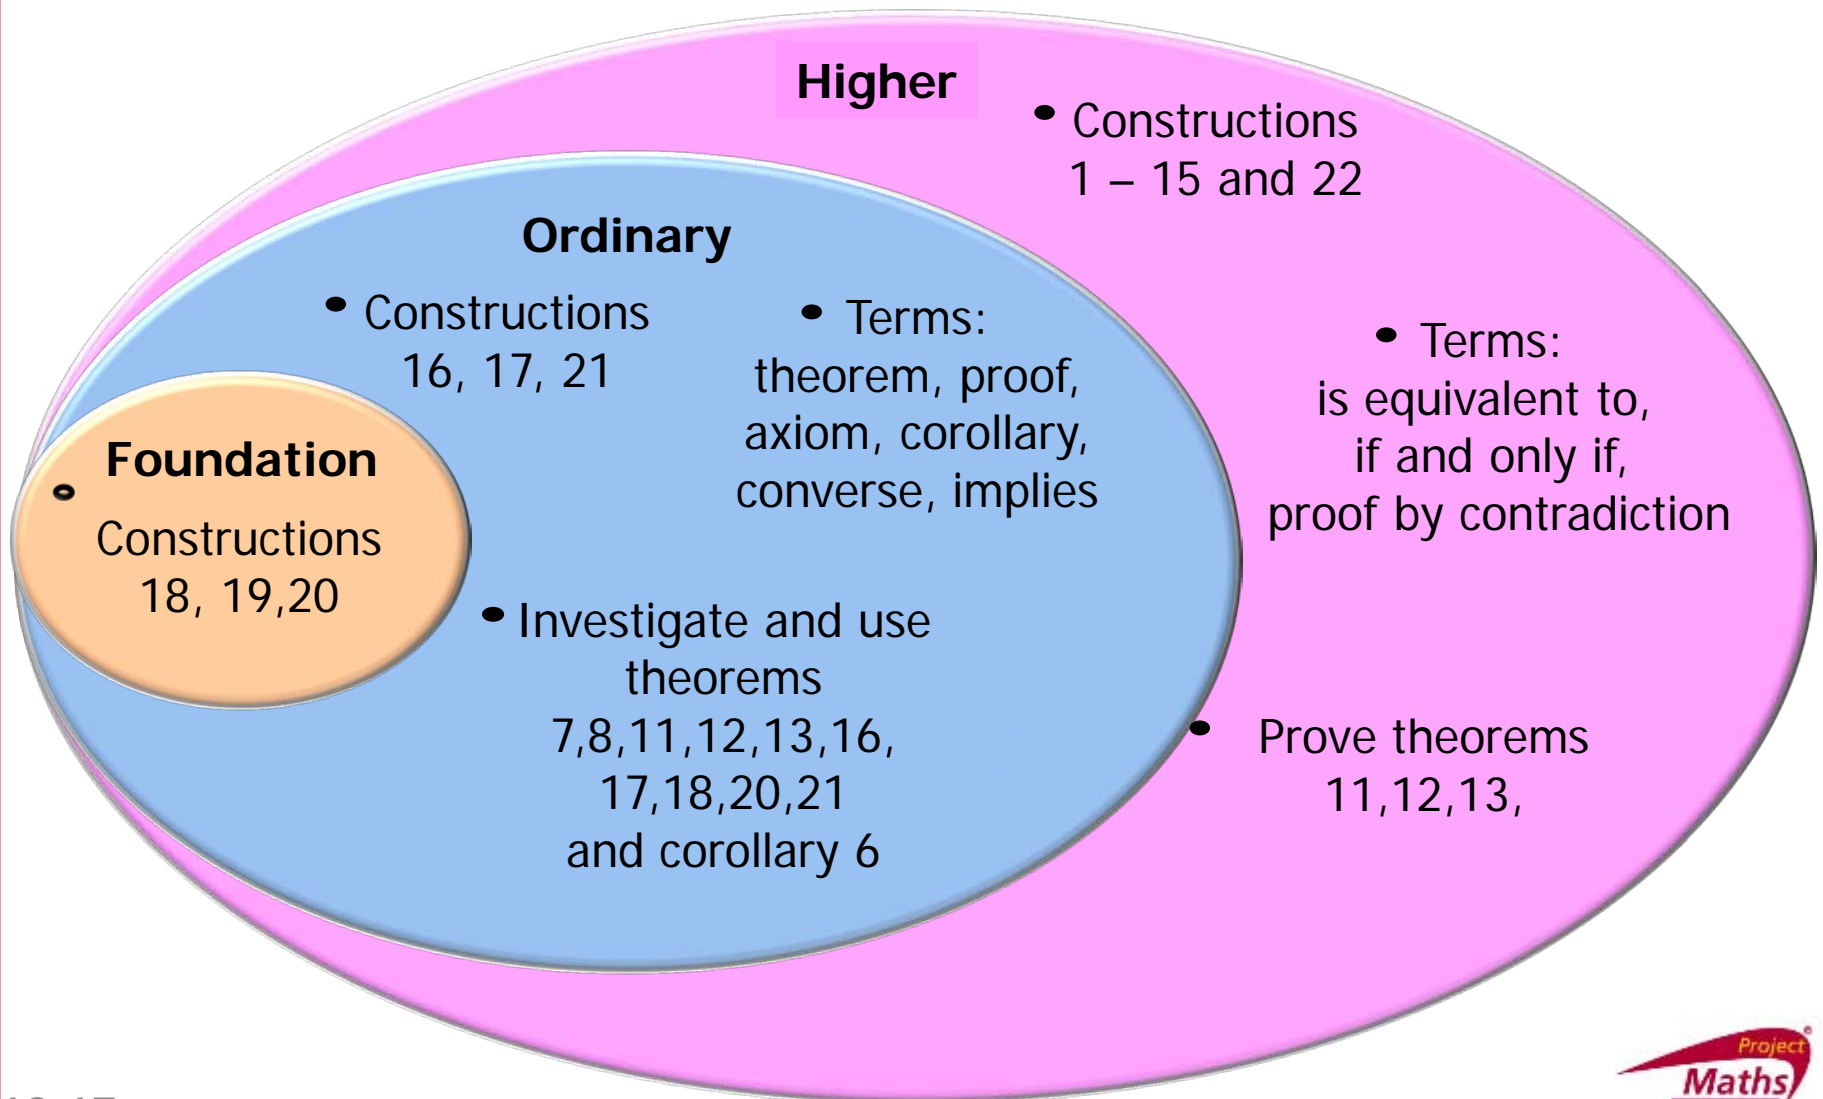 Higher
• Constructions
1 – 15 and 22
Ordinary
• Constructions
16, 17, 21
• Terms:
theorem, proof,
axiom, corollary,
converse, implies
• Terms:
is equivalent to,
if and only if,
proof by contradiction
Foundation
•
Constructions
18, 19,20
• Investigate and use
theorems
7,8,11,12,13,16,
17,18,20,21
and corollary 6
• Prove theorems
11,12,13,
Project
Maths